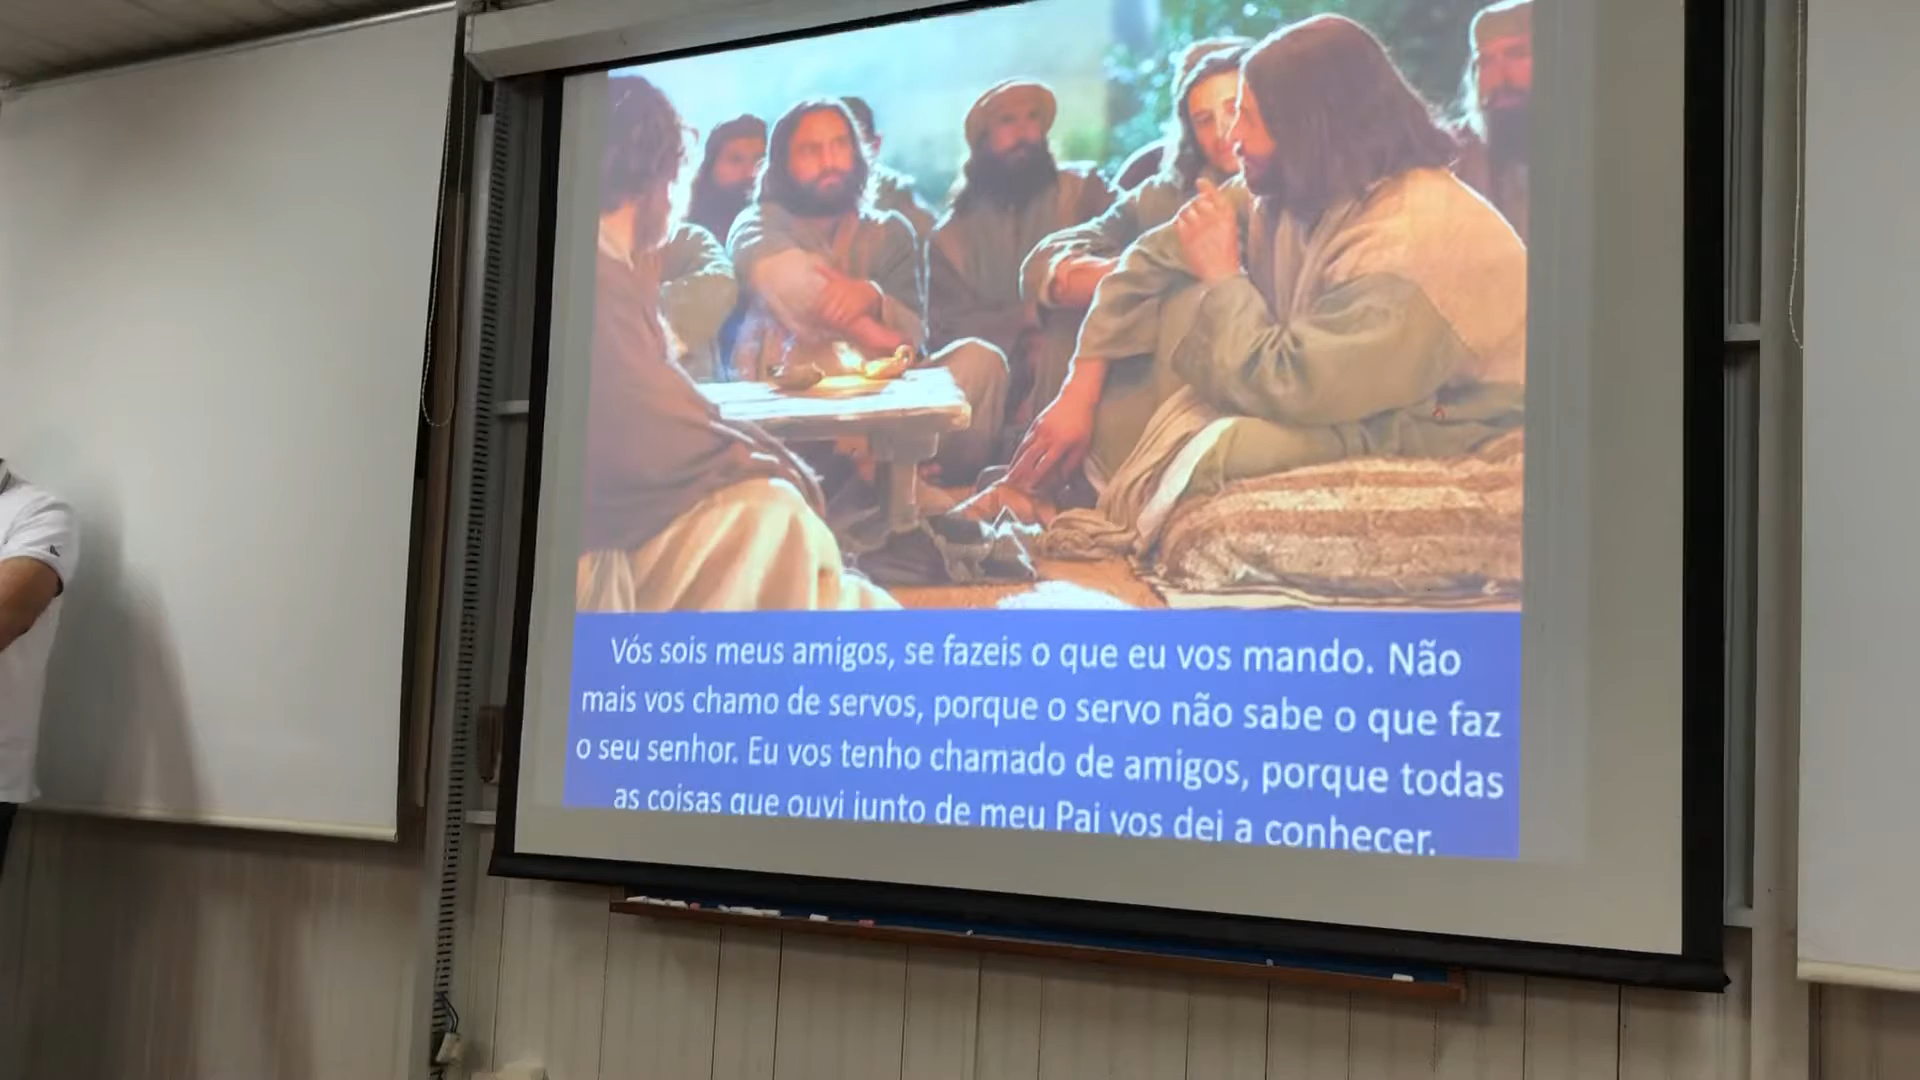 Vós sois meus amigos, se fazeis o que eu vos mando. Não
mais vos chamo de servos, porque o servo não sabe o que faz
o seu senhor. Eu vos tenho chamado de amigos, porque todas
as coisas que ouvi junto de meu Pai vos dei a conhecer.